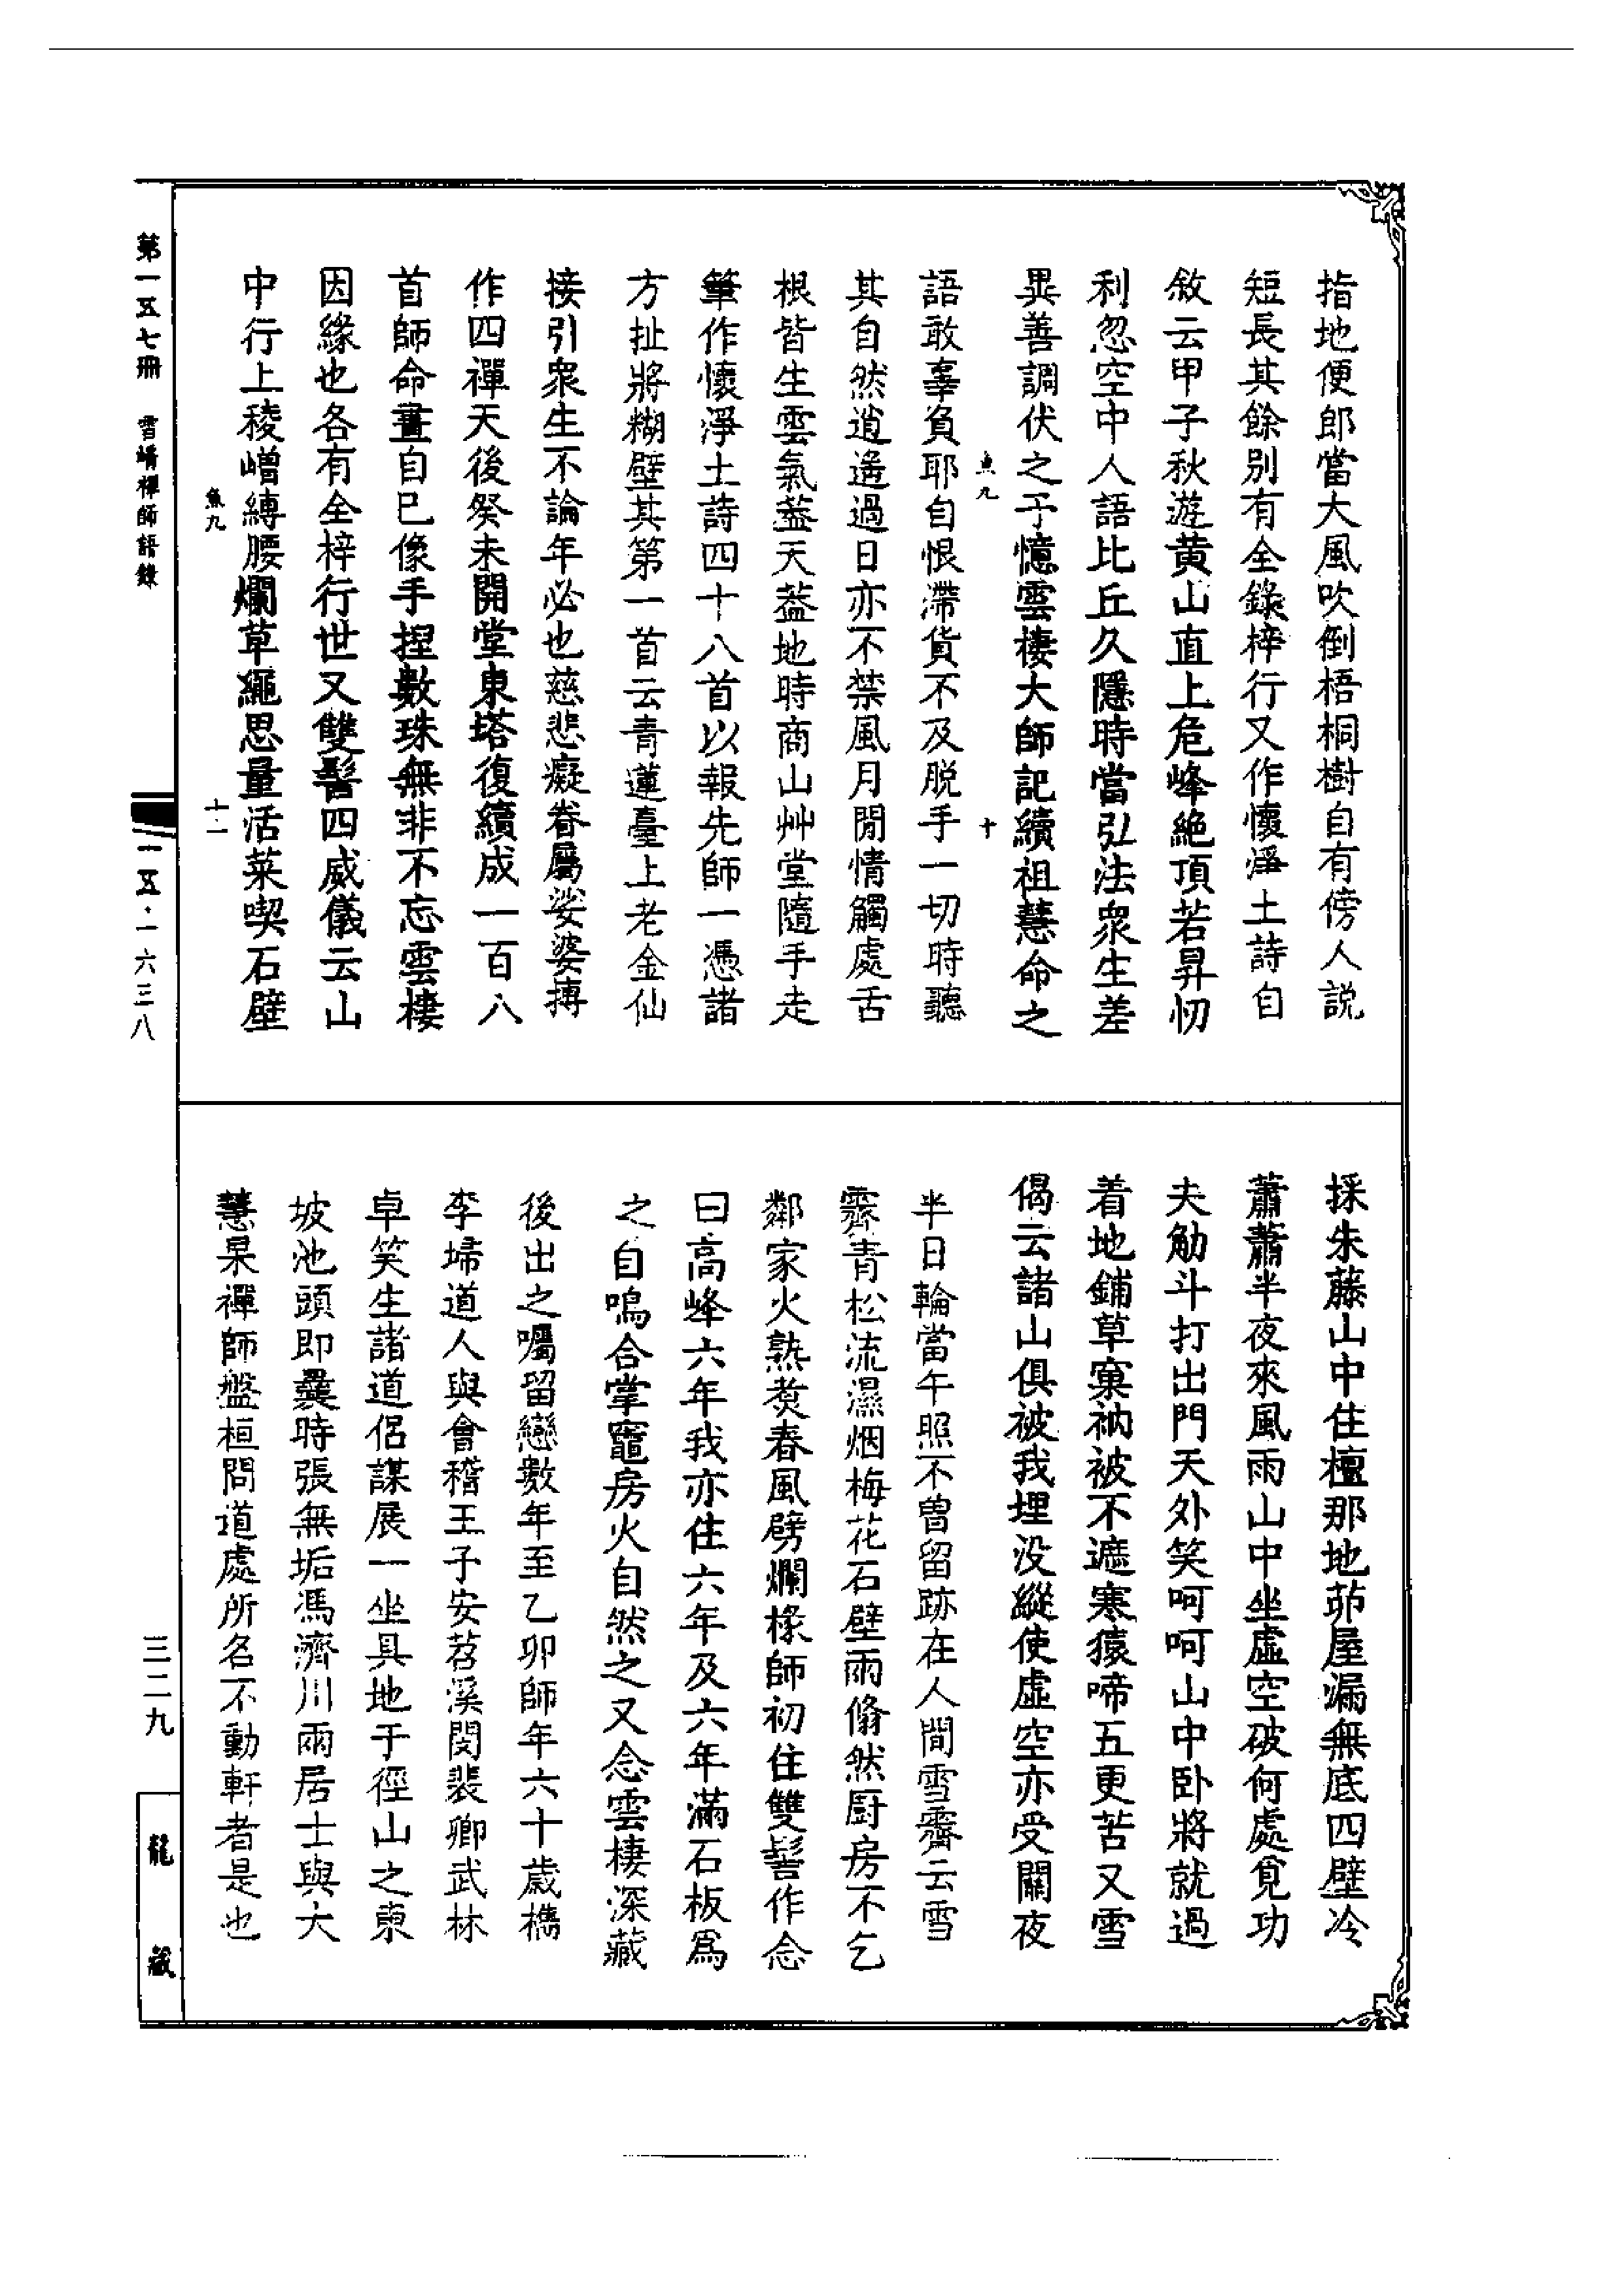 指地便郎當大風吹倒梧桐樹自有傍人説
短長其餘別有全錄梓行又作懷淨土詩自
敘云甲子秋遊黄山直上危峰絶頂若昇忉
利忽空中人語比丘久隱時當弘法衆生差
異善調伏之予憶雲棲大師記續祖慧命之
魚九
十
語敢辜負耶自恨滯貨不及脱手一切時聽
其自然逍遙過日亦不禁風月閒情觸處舌
根皆生雲氣葢天葢地時商山艸堂隨手走
筆作懷淨土詩四十八首以報先師一憑諸
方扯將糊壁其第一首云青蓮臺上老金仙
接引衆生不論年必也慈悲癡眷屬娑婆摶
作四禪天後癸未開堂東塔復續成一百八
首師命畫自巳像手捏數珠無非不忘雲棲
因緣也各有全梓行世又雙髻四威儀云山
中行上稜嶒縛腰爛草繩思量活菜喫石壁
魚九
十一
採朱藤山中住檀那地茆屋漏無底四壁冷
蕭蕭半夜來風雨山中坐虛空破何處覓功
夫觔斗打出門天外笑呵呵山中卧將就過
着地鋪草窠衲被不遮寒猿啼五更苦又雪
偈云諸山俱被我埋没縱使虛空亦受關夜
半日輪當午照不曾留跡在人間雪霽云雪
霽青松流濕烟梅花石壁兩翛然厨房不乞
鄰家火熟煑春風劈爛椽師初住雙髻作念
曰高峰六年我亦住六年及六年滿石板爲
之自鳴合掌竈房火自然之又念雲棲深藏
後出之囑留戀數年至乙卯師年六十歲檇
李埽道人與會稽王子安苕溪閔裴卿武林
卓笑生諸道侶謀展一坐具地于徑山之東
坡池頭即曩時張無垢馮濟川兩居士與大
慧杲禪師盤桓問道處所名不動軒者是也
第一五七冊
雪嶠禪師語錄
一五·一六三八
三二九
龍藏